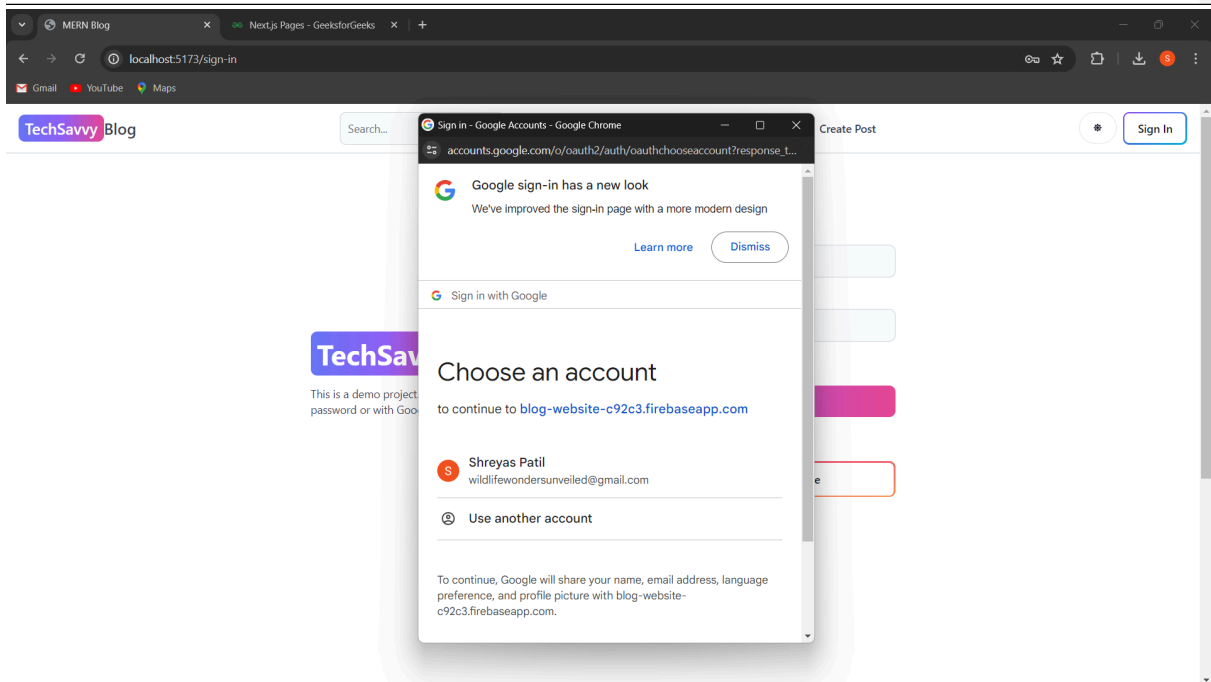 MERN Blog
Next.js Pages - GeeksforGeeks
localhost:5173/sign-in
S
Gmail
YouTube
Maps
TechSavvy Blog
Search...
Create Post
Sign In
Sign in - Google Accounts - Google Chrome
accounts.google.com/o/oauth2/auth/oauthchooseaccount?response_t...
Google sign-in has a new look
We've improved the sign-in page with a more modern design
Learn more
Dismiss
Sign in with Google
TechSav
This is a demo project
password or with Goo
Choose an account
to continue to blog-website-c92c3.firebaseapp.com
S
Shreyas Patil
wildlifewondersunveiled@gmail.com
e
Use another account
To continue, Google will share your name, email address, language
preference, and profile picture with blog-website-
c92c3.firebaseapp.com.